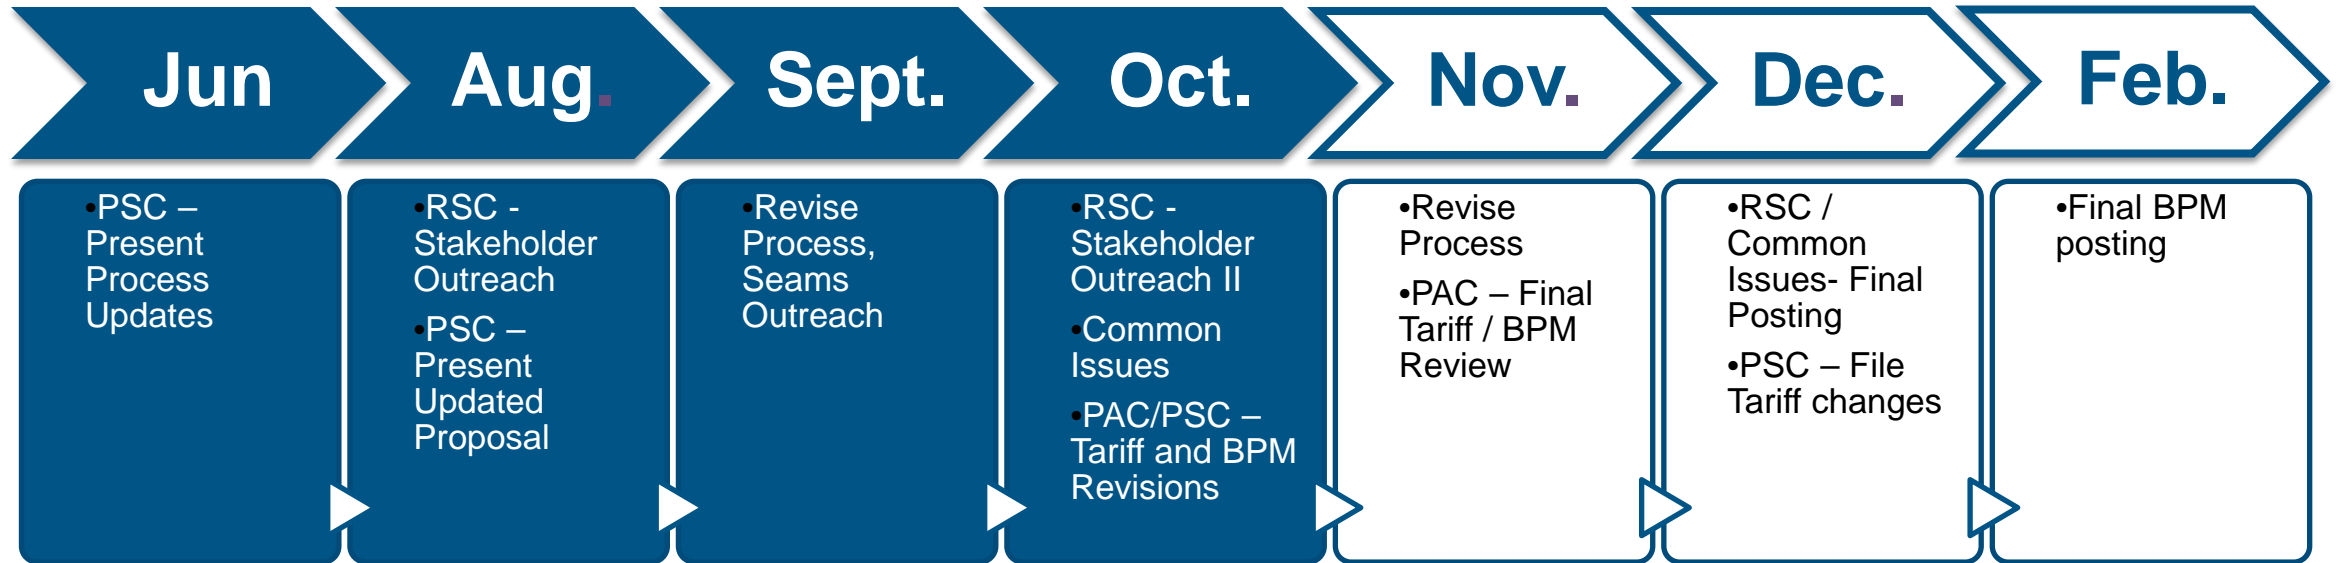 Jun
Aug.
Sept.
Oct.
Nov.
Dec.
Feb.
•PSC –
Present
Process
Updates
•RSC -
Stakeholder
Outreach
•PSC –
Present
Updated
Proposal
•Revise
Process,
Seams
Outreach
•RSC -
Stakeholder
Outreach II
•Common
Issues
•PAC/PSC –
Tariff and BPM
Revisions
•Revise
Process
•PAC – Final
Tariff / BPM
Review
•RSC /
Common
Issues- Final
Posting
•PSC – File
Tariff changes
•Final BPM
posting